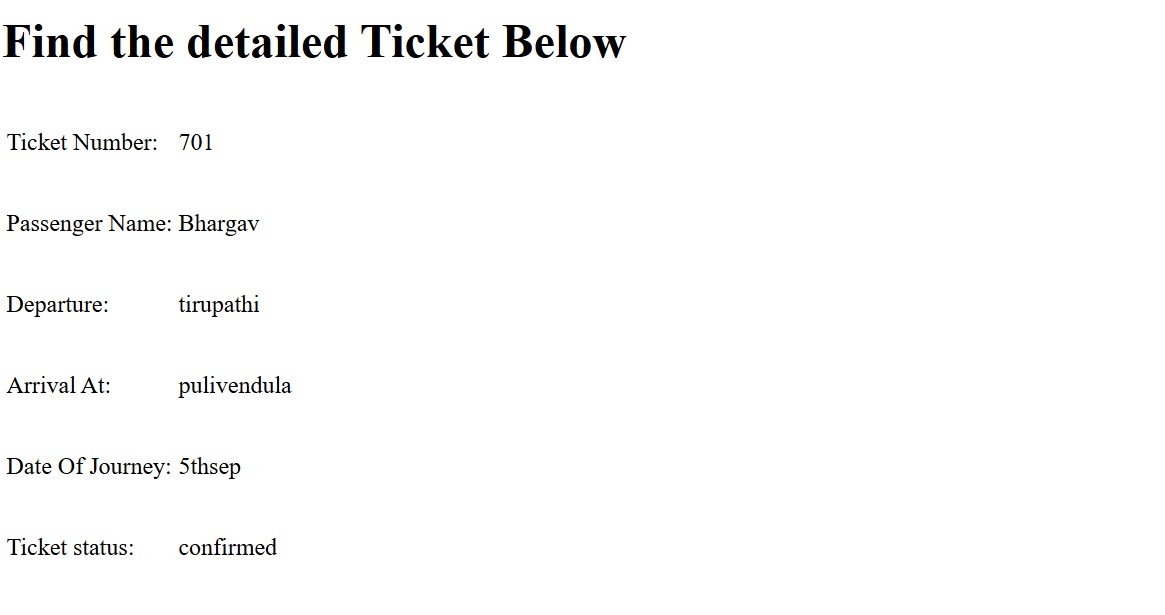 Find the detailed Ticket Below
Ticket Number: 701
Passenger Name: Bhargav
Departure: tirupathi
Arrival At: pulivendula
Date Of Journey: 5thsep
Ticket status: confirmed